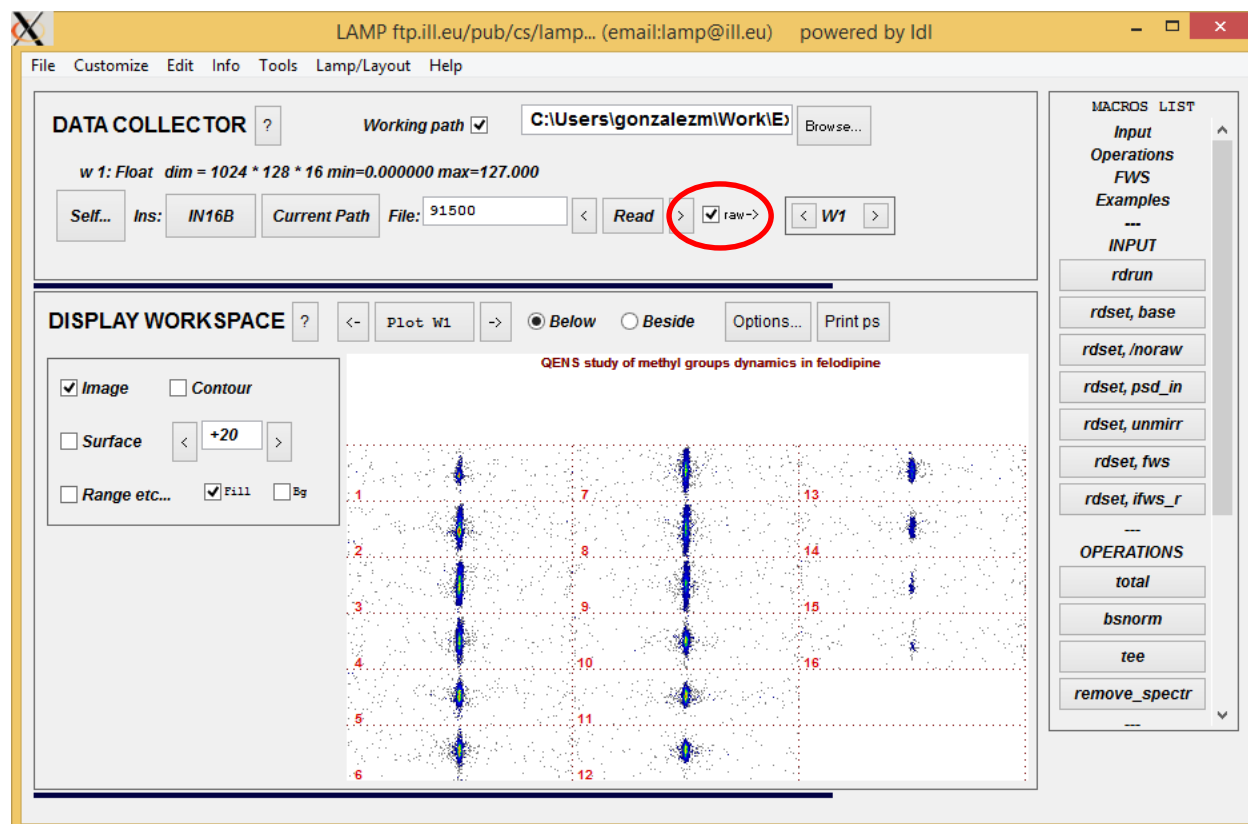 LAMP ftp.ill.eu/pub/cs/lamp... (email:lamp@ill.eu) powered by Idl
File Customize Edit Info Tools Lamp/Layout Help
DATA COLLECTOR ? Working path C:\Users\gonzalezm\Work\E Browse...
w 1: Float dim = 1024 * 128 * 16 min=0.000000 max=127.000
Self... Ins: IN16B Current Path File: 91500 < Read > raw-> < W1 >
DISPLAY WORKSPACE ? <- Plot W1 -> Below Beside Options... Print ps
Image Contour
Surface < +20 >
Range etc... Fill Bg
QENS study of methyl groups dynamics in felodipine
1 7 13
2 8 14
3 9 15
4 10 16
5 11
6 12
MACROS LIST
Input
Operations
FWS
Examples
---
INPUT
rdrun
rdset, base
rdset, /noraw
rdset, psd_in
rdset, unmirr
rdset, fws
rdset, ifws_r
---
OPERATIONS
total
bsnorm
tee
remove_spectr
---